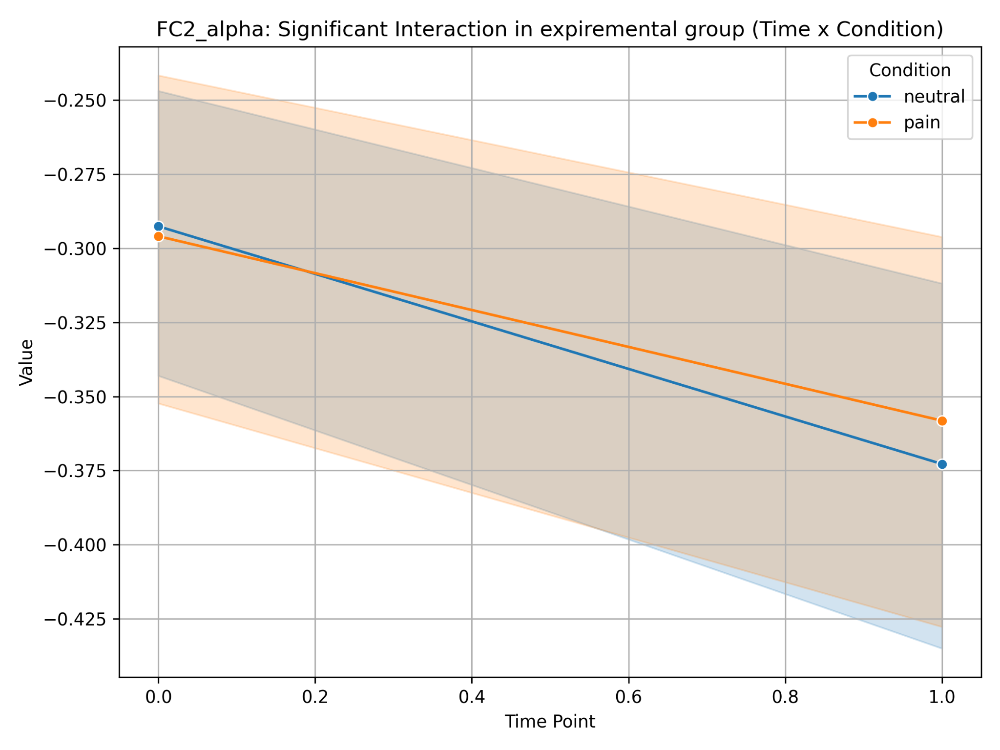 FC2_alpha: Significant Interaction in expiremental group (Time x Condition)
Condition
neutral
pain
−0.250
−0.275
−0.300
−0.325
−0.350
−0.375
−0.400
−0.425
Value
0.0 0.2 0.4 0.6 0.8 1.0
Time Point